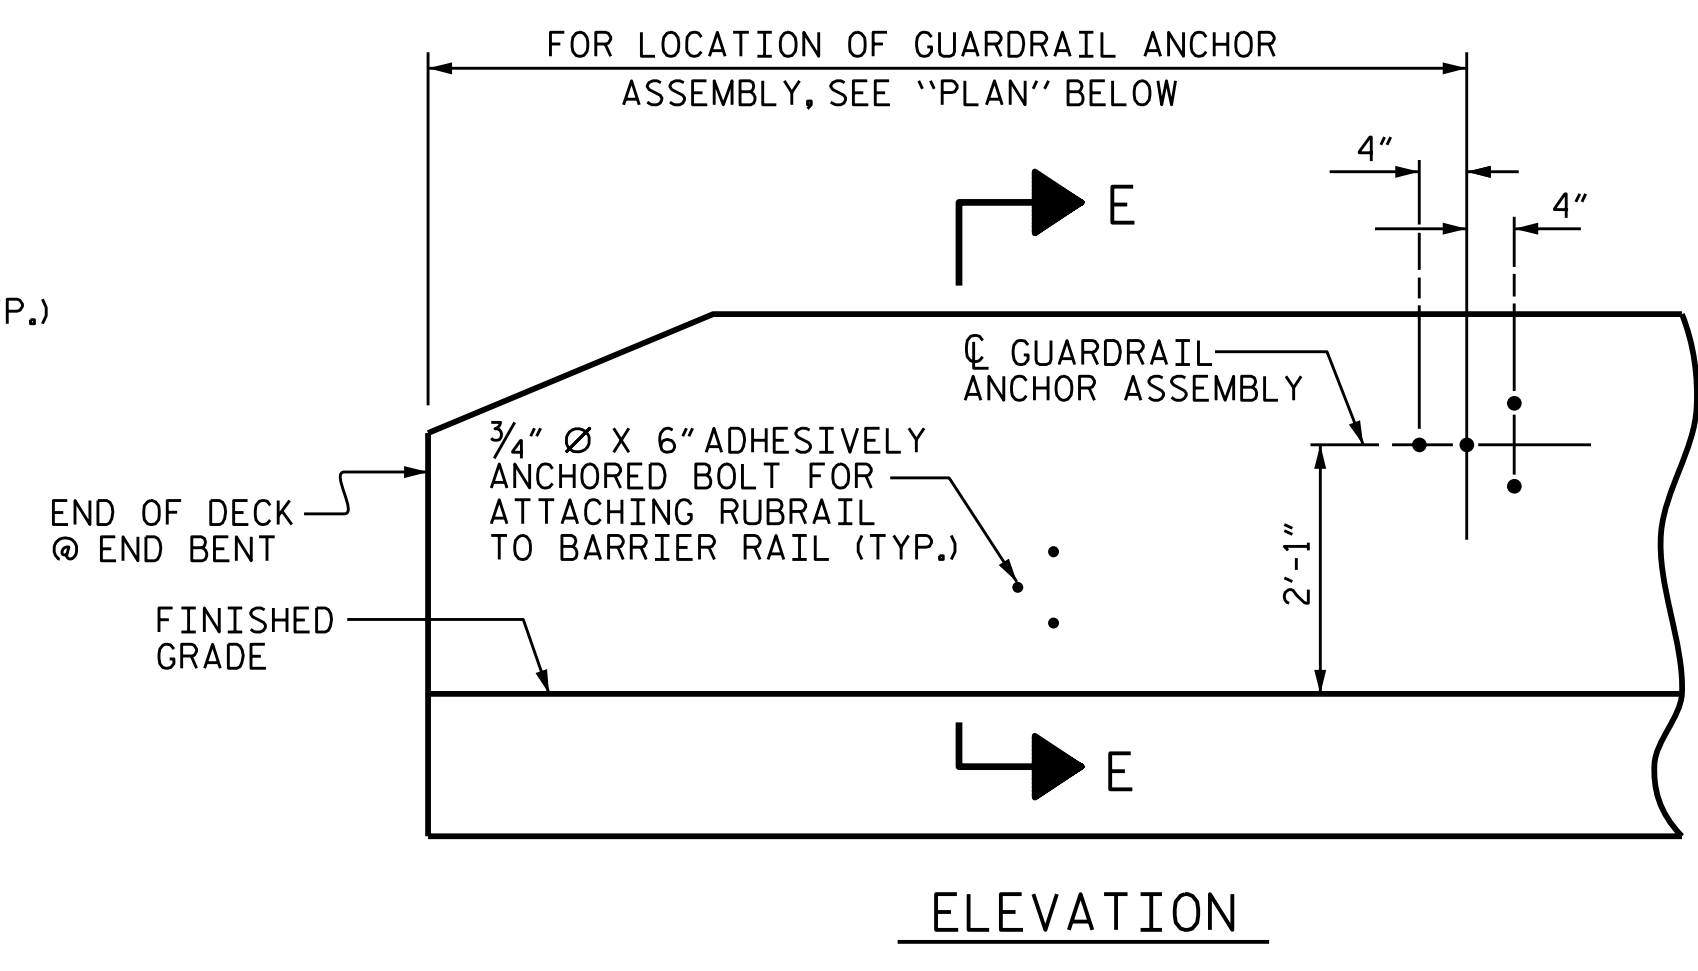 FOR LOCATION OF GUARDRAIL ANCHOR
ASSEMBLY, SEE "PLAN" BELOW
4"
4"
E
P.)
℄ GUARDRAIL
ANCHOR ASSEMBLY
3/4" Ø X 6" ADHESIVELY
ANCHORED BOLT FOR
ATTACHING RUBRAIL
TO BARRIER RAIL (TYP.)
END OF DECK
@ END BENT
2'-1"
FINISHED
GRADE
E
ELEVATION